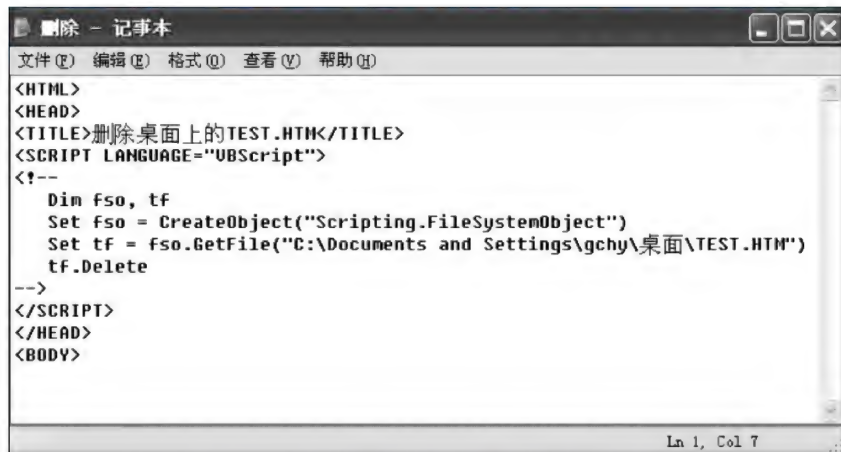 删除 - 记事本
文件(F) 编辑(E) 格式(O) 查看(V) 帮助(H)
<HTML>
<HEAD>
<TITLE>删除桌面上的TEST.HTM</TITLE>
<SCRIPT LANGUAGE="VBScript">
<!--
Dim fso, tf
Set fso = CreateObject("Scripting.FileSystemObject")
Set tf = fso.GetFile("C:\Documents and Settings\gchy\桌面\TEST.HTM")
tf.Delete
-->
</SCRIPT>
</HEAD>
<BODY>
Ln 1, Col 7